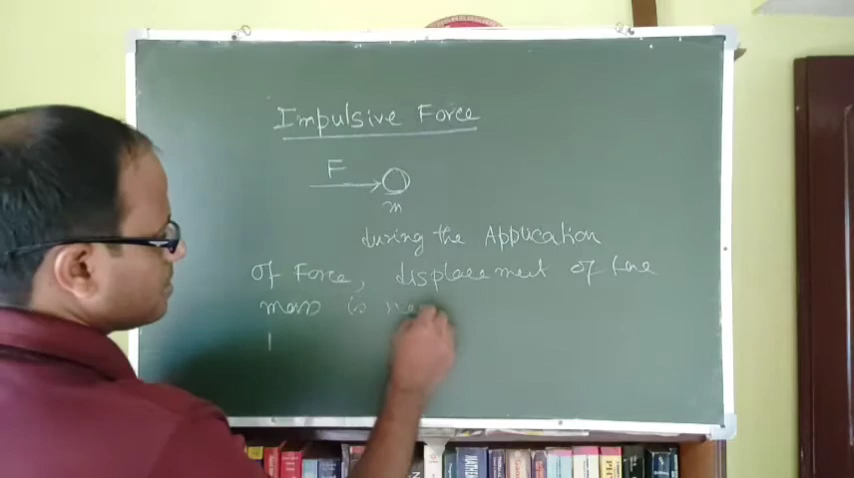 Impulsive Force
F
m
during the Application
Of Force, displacement of the
mass is